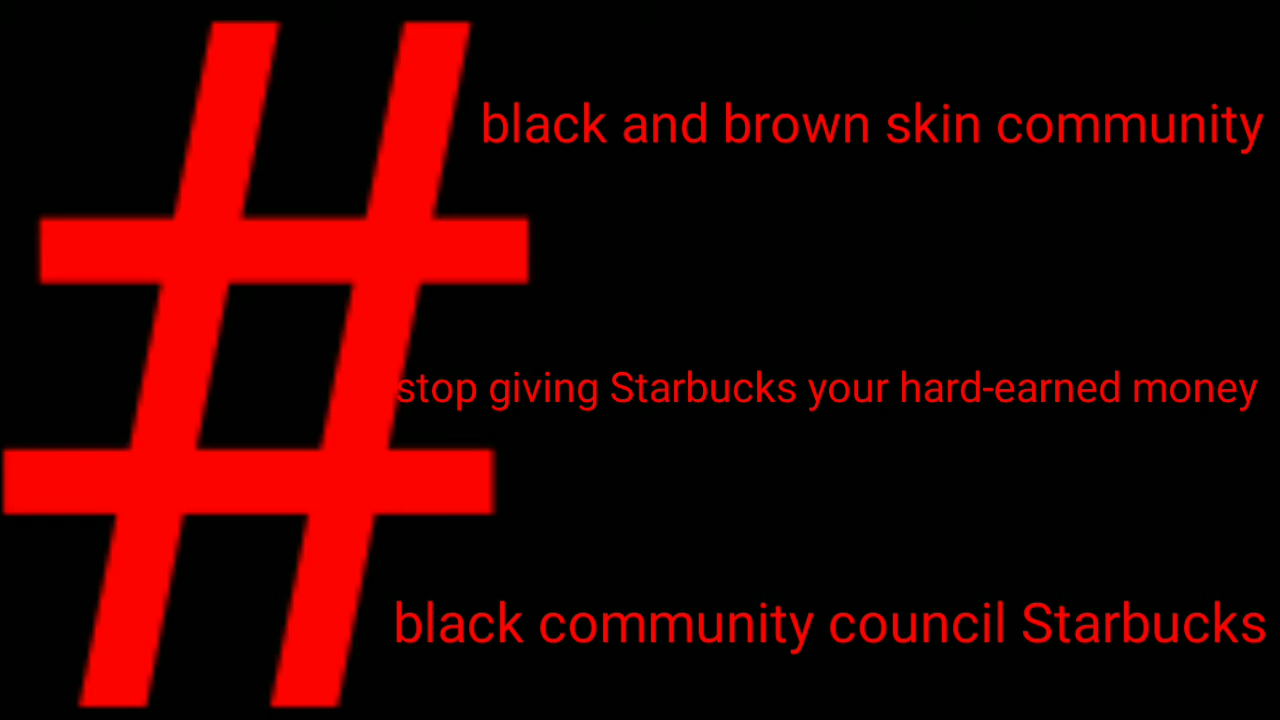 #
black and brown skin community
stop giving Starbucks your hard-earned money
black community council Starbucks